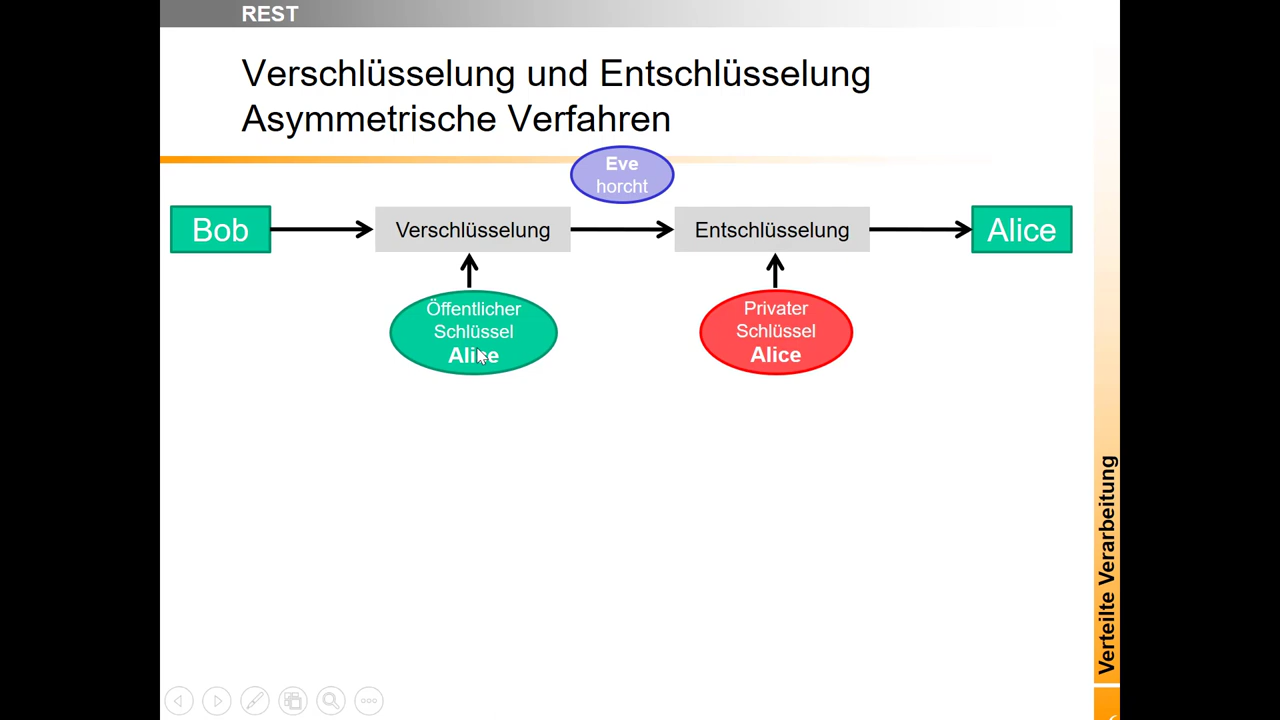 REST
Verschlüsselung und Entschlüsselung
Asymmetrische Verfahren
Eve
horcht
Bob
Verschlüsselung
Entschlüsselung
Alice
Öffentlicher
Schlüssel
Alice
Privater
Schlüssel
Alice
Verteilte Verarbeitung